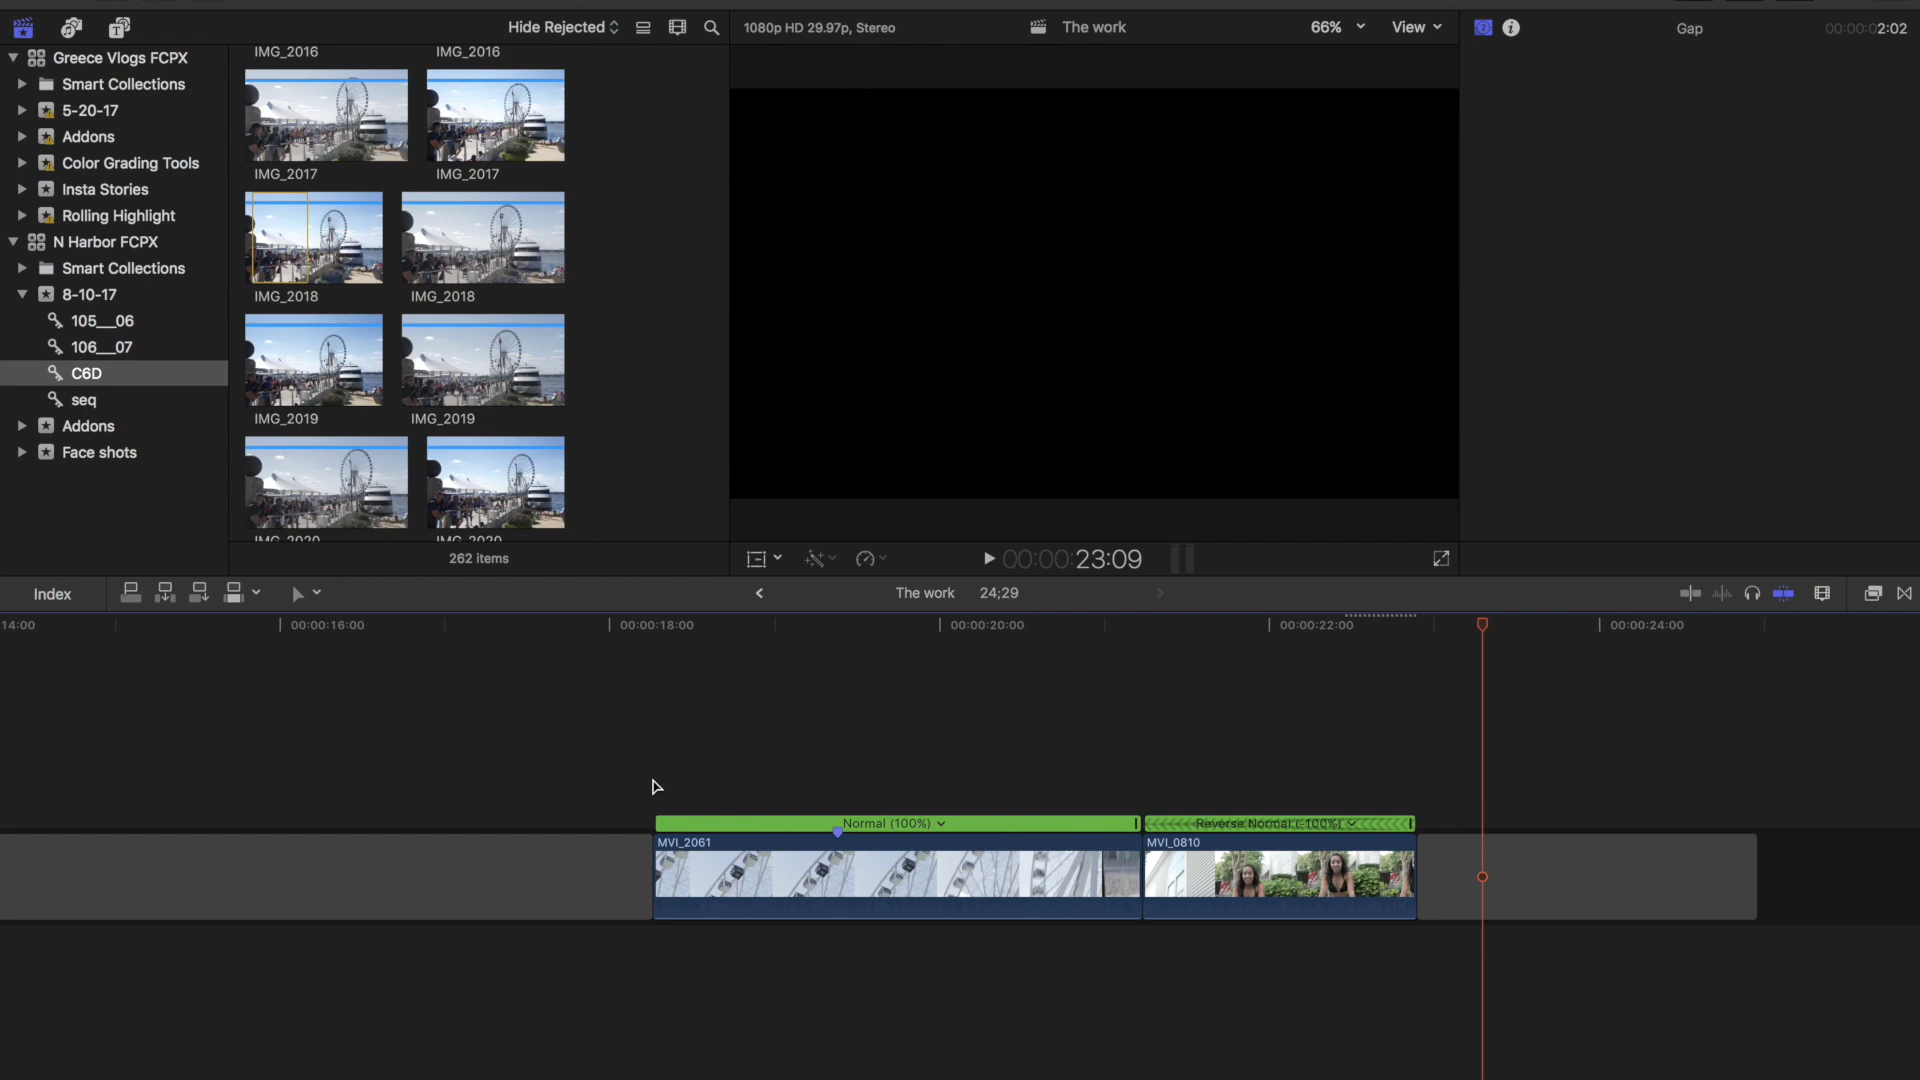 Hide Rejected
1080p HD 29.97p, Stereo
The work
66%
View
Gap
00:00:02:02
Greece Vlogs FCPX
Smart Collections
5-20-17
Addons
Color Grading Tools
Insta Stories
Rolling Highlight
N Harbor FCPX
Smart Collections
8-10-17
105__06
106__07
C6D
seq
Addons
Face shots
IMG_2016
IMG_2016
IMG_2017
IMG_2017
IMG_2018
IMG_2018
IMG_2019
IMG_2019
IMG_2020
IMG_2020
262 items
00:00:23:09
Index
The work
24;29
14:00
00:00:16:00
00:00:18:00
00:00:20:00
00:00:22:00
00:00:24:00
Normal (100%)
Reverse Normal (-100%)
MVI_2061
MVI_0810